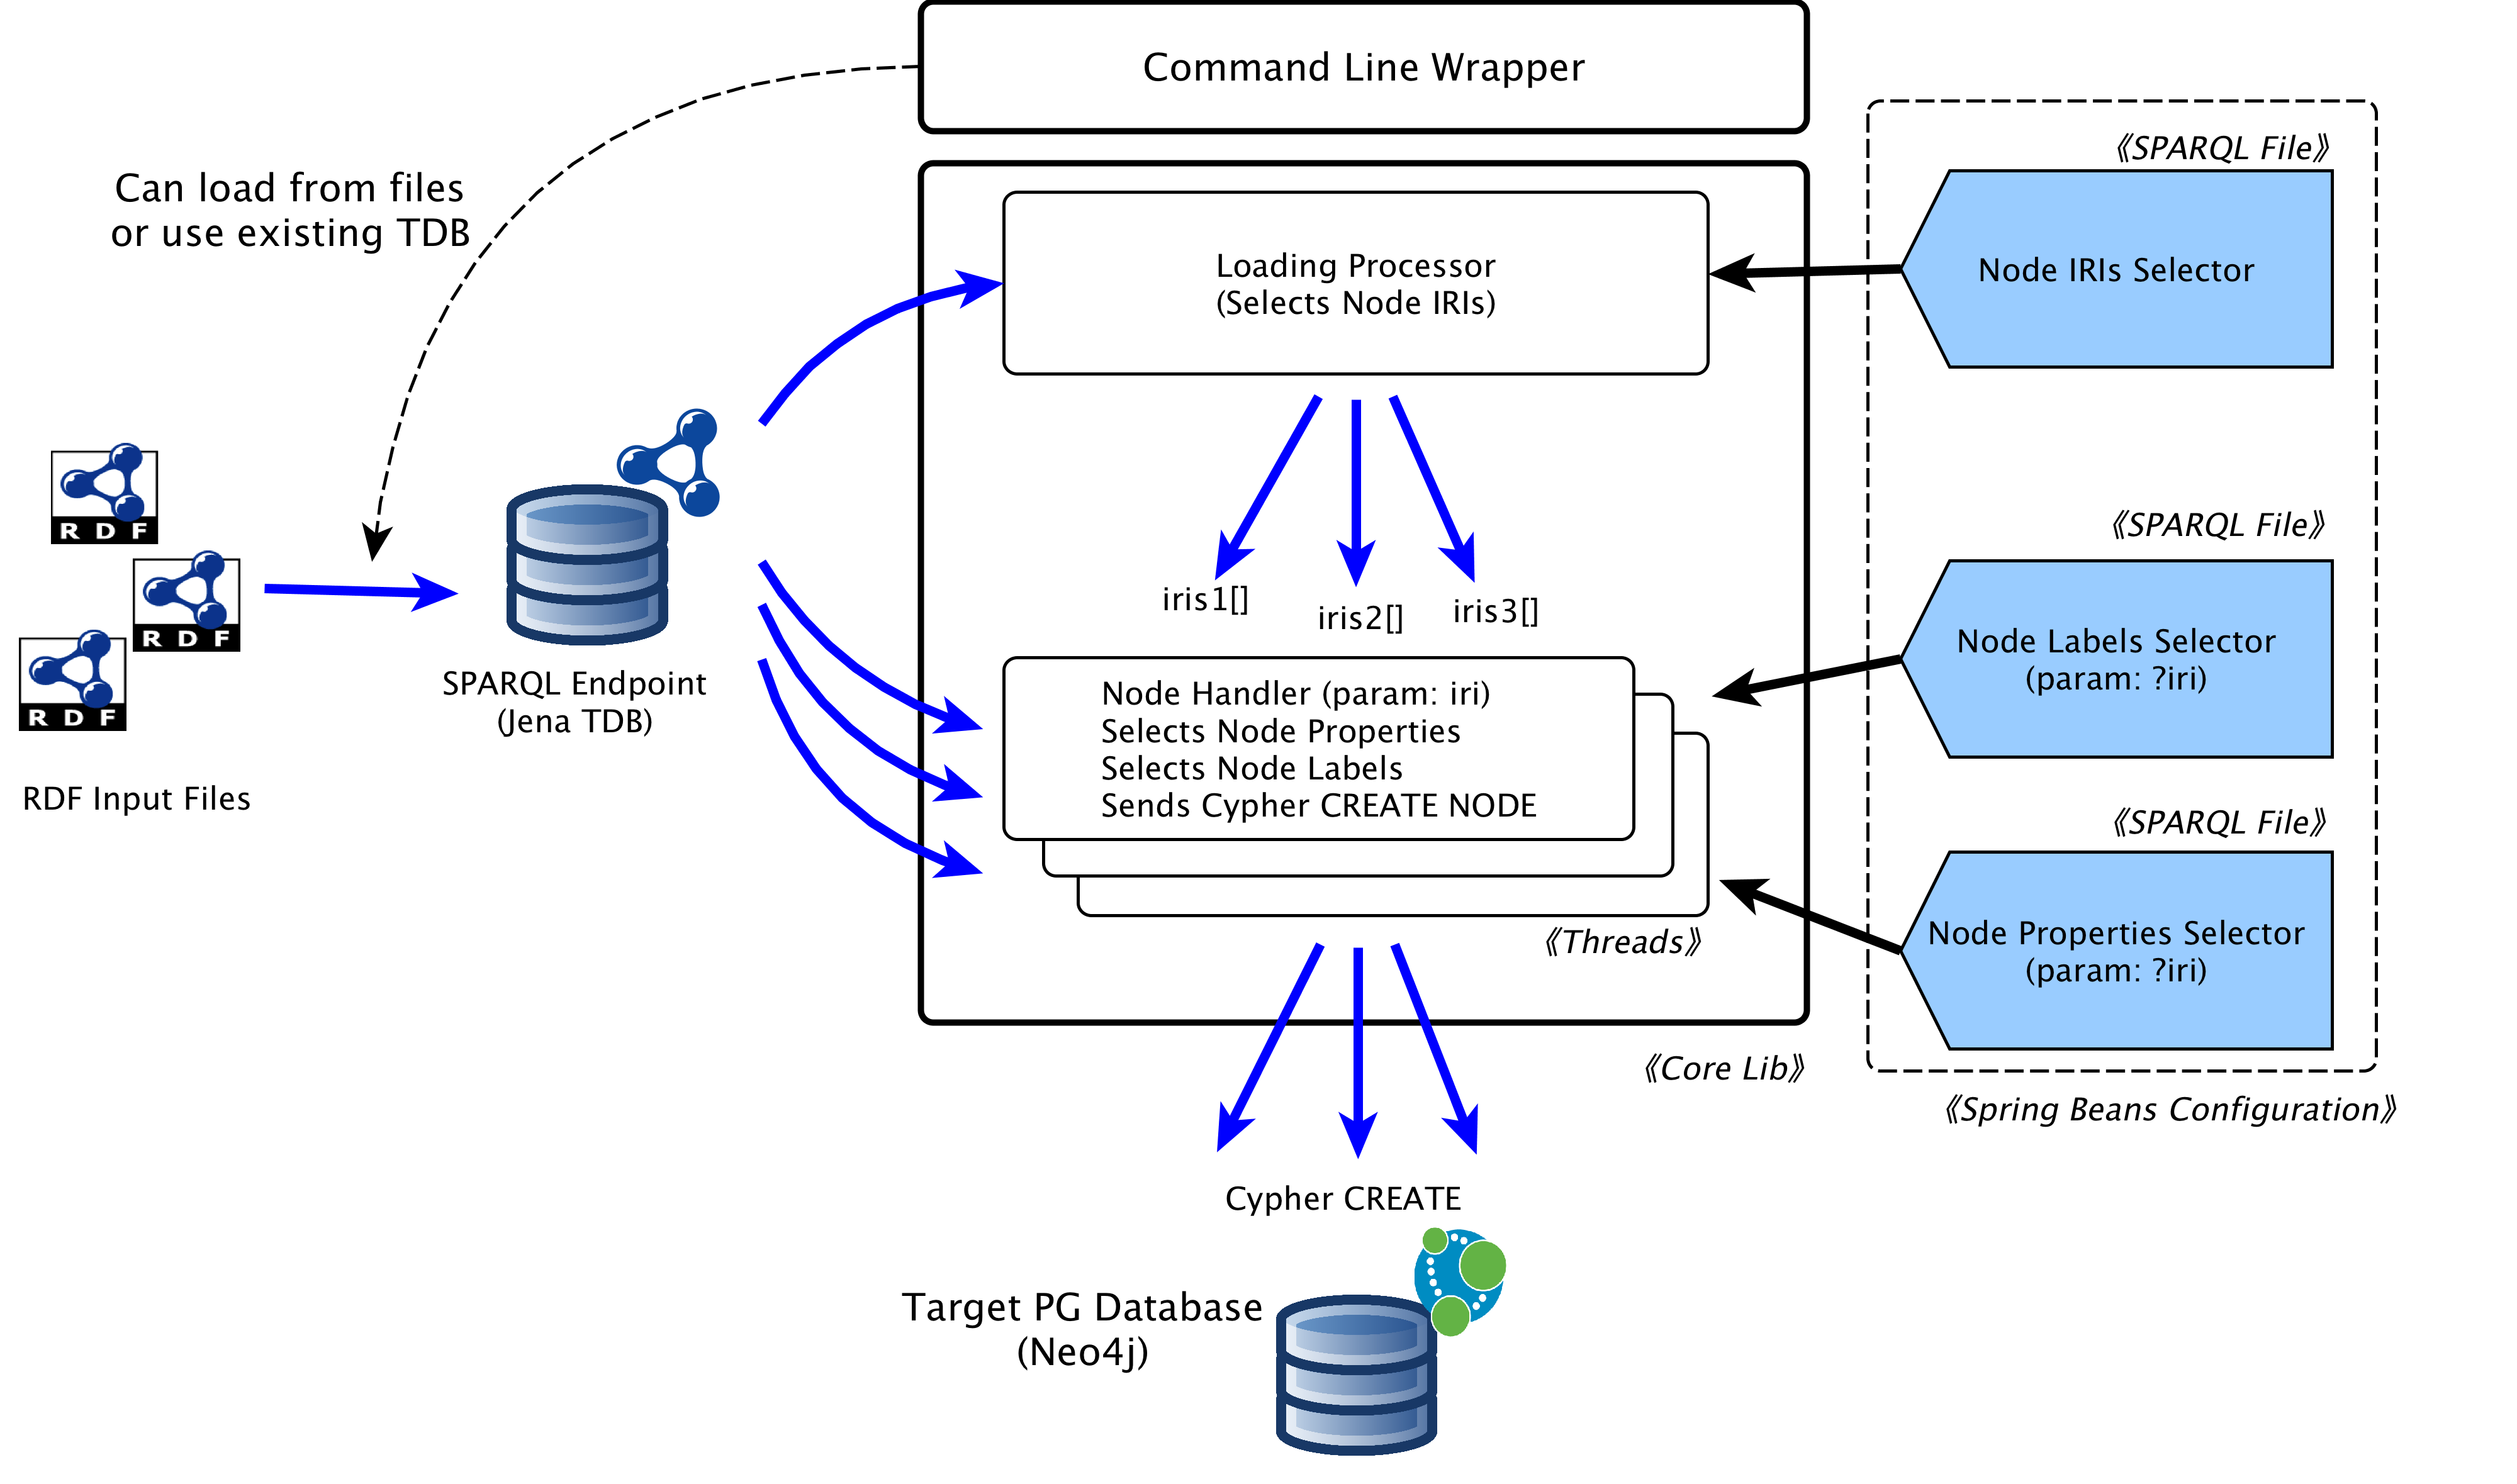 Command Line Wrapper
Can load from files
or use existing TDB
《SPARQL File》
Node IRIs Selector
Loading Processor
(Selects Node IRIs)
RDF
RDF
RDF
RDF Input Files
SPARQL Endpoint
(Jena TDB)
iris1[]
iris2[]
iris3[]
《SPARQL File》
Node Labels Selector
(param: ?iri)
Node Handler (param: iri)
Selects Node Properties
Selects Node Labels
Sends Cypher CREATE NODE
《Threads》
《SPARQL File》
Node Properties Selector
(param: ?iri)
《Core Lib》
《Spring Beans Configuration》
Cypher CREATE
Target PG Database
(Neo4j)